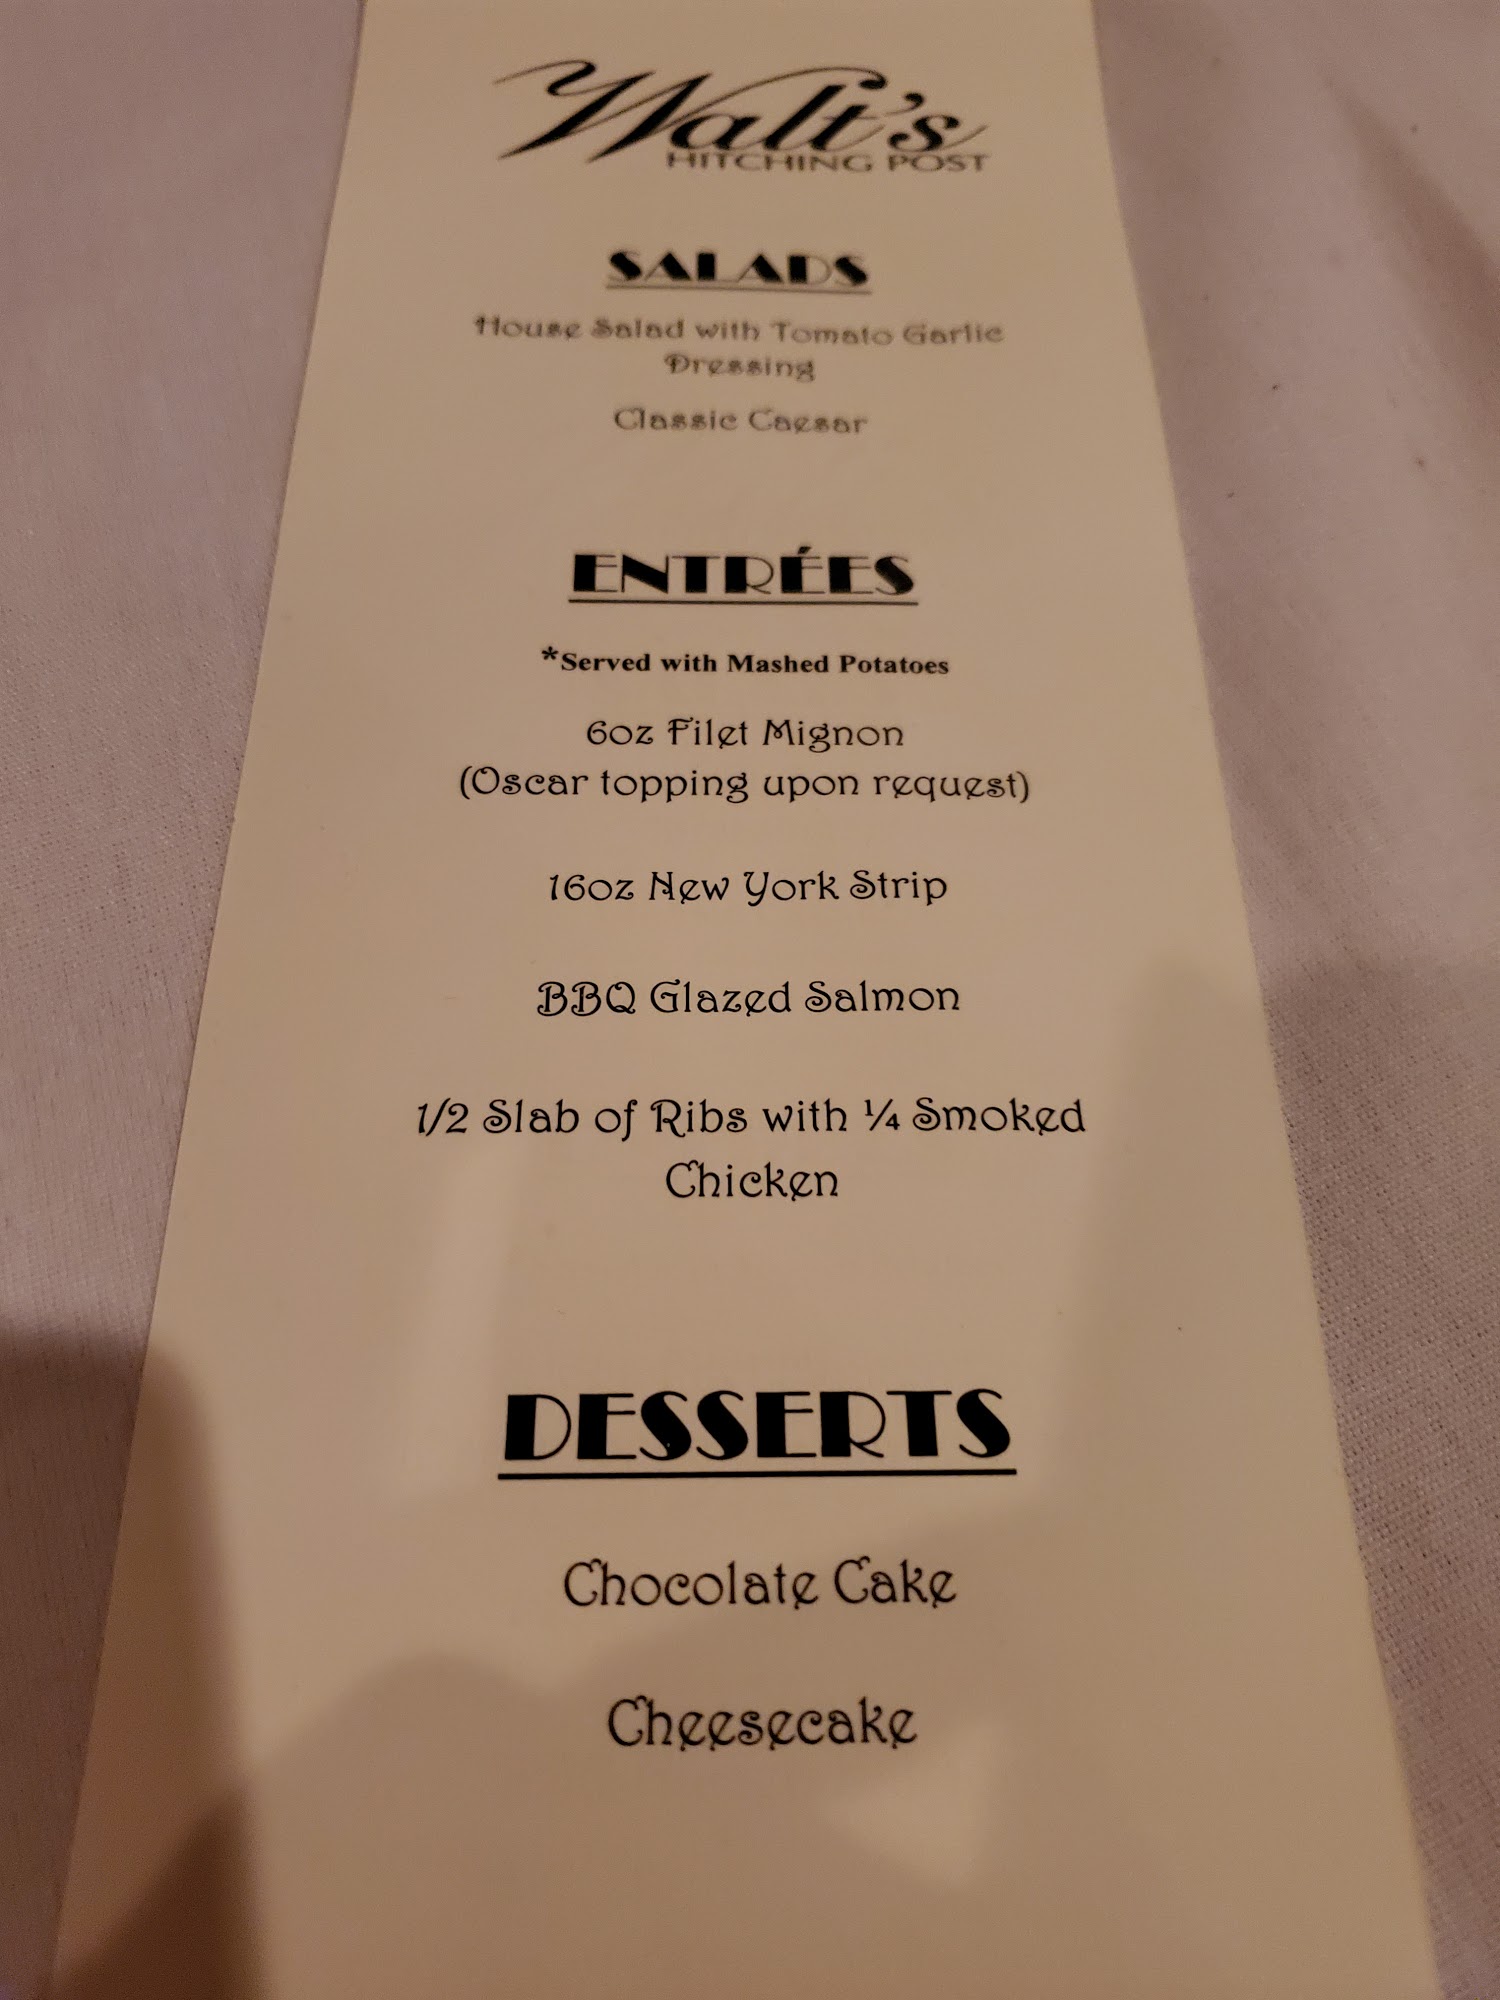 Walt's
HITCHING POST
SALADS
House Salad with Tomato Garlic
Dressing
Classic Caesar
ENTRÉES
*Served with Mashed Potatoes
6oz Filet Mignon
(Oscar topping upon request)
16oz New York Strip
BBQ Glazed Salmon
1/2 Slab of Ribs with ¼ Smoked
Chicken
DESSERTS
Chocolate Cake
Cheesecake